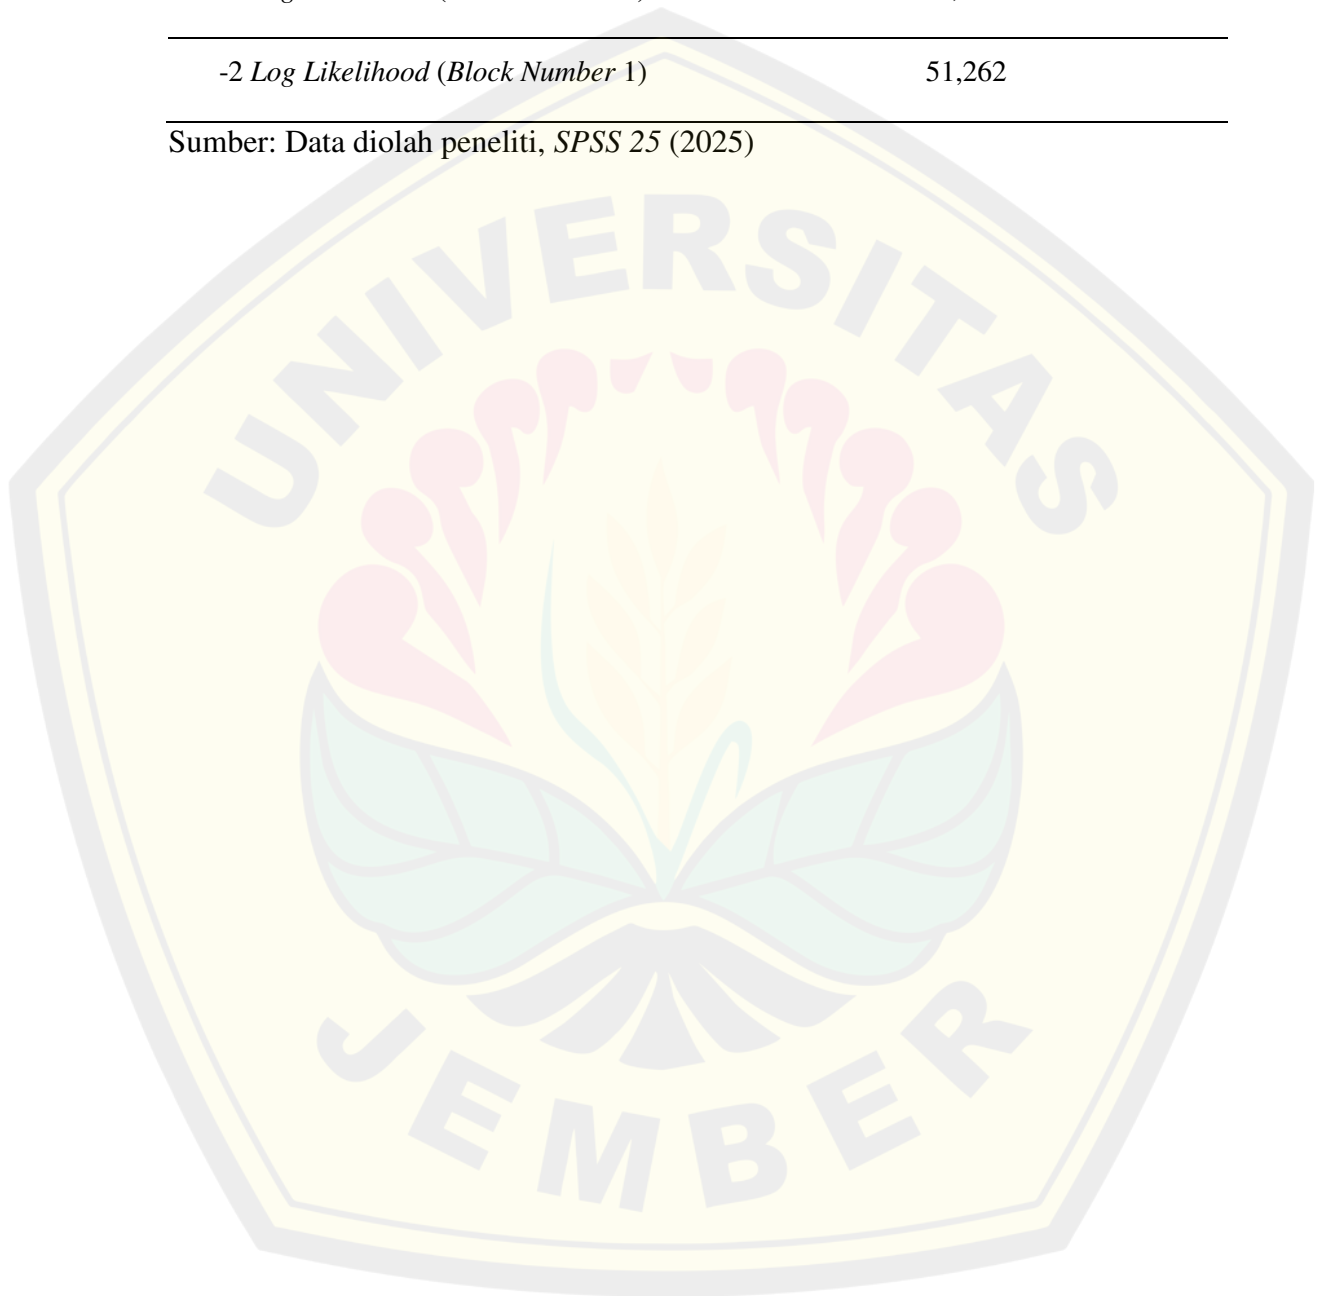 -2 Log Likelihood (Block Number 1) 51,262
Sumber: Data diolah peneliti, SPSS 25 (2025)
UNIVERSITAS
JEMBER